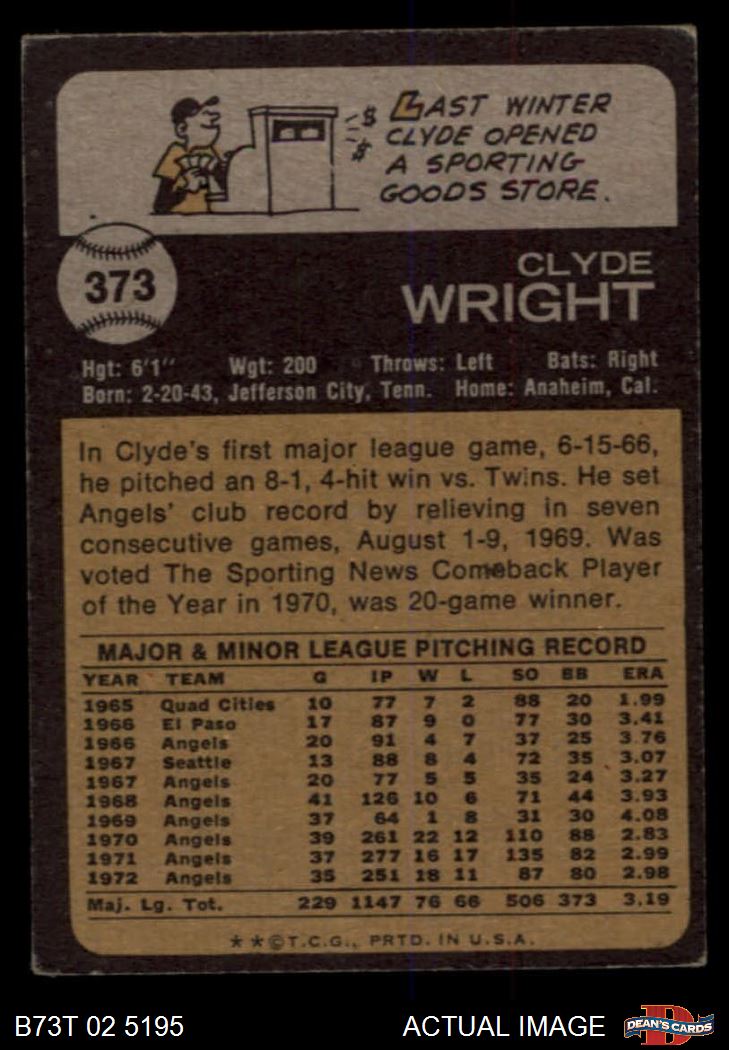 LAST WINTER
$ CLYDE OPENED
$ A SPORTING
GOODS STORE.
373
CLYDE
WRIGHT
Hgt: 6'1" Wgt: 200 Throws: Left Bats: Right
Born: 2-20-43, Jefferson City, Tenn. Home: Anaheim, Cal.
In Clyde's first major league game, 6-15-66,
he pitched an 8-1, 4-hit win vs. Twins. He set
Angels' club record by relieving in seven
consecutive games, August 1-9, 1969. Was
voted The Sporting News Comeback Player
of the Year in 1970, was 20-game winner.
MAJOR & MINOR LEAGUE PITCHING RECORD
YEAR TEAM G IP W L SO BB ERA
1965 Quad Cities 10 77 7 2 88 20 1.99
1966 El Paso 17 87 9 0 77 30 3.41
1966 Angels 20 91 4 7 37 25 3.76
1967 Seattle 13 88 8 4 72 35 3.07
1967 Angels 20 77 5 5 35 24 3.27
1968 Angels 41 126 10 6 71 44 3.93
1969 Angels 37 64 1 8 31 30 4.08
1970 Angels 39 261 22 12 110 88 2.83
1971 Angels 37 277 16 17 135 82 2.99
1972 Angels 35 251 18 11 87 80 2.98
Maj. Lg. Tot. 229 1147 76 66 506 373 3.19
**©T.C.G., PRTD. IN U.S.A.
B73T 02 5195 ACTUAL IMAGE D DEAN'S CARDS